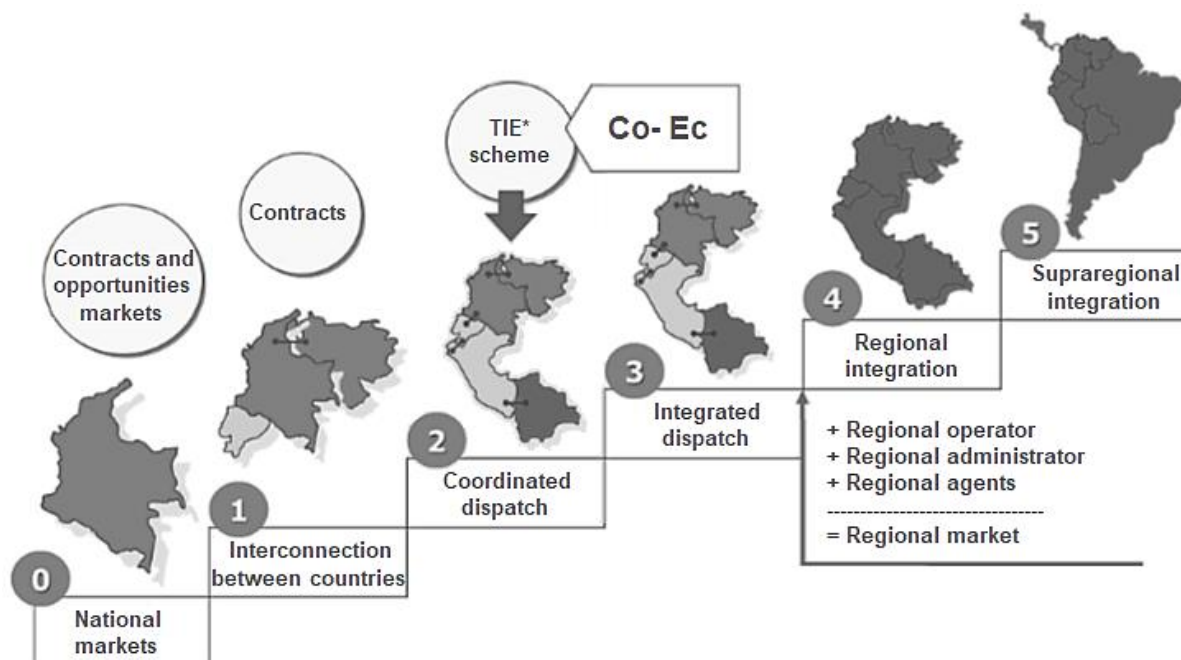 Contracts and
opportunities
markets
Contracts
TIE*
scheme
Co- Ec
0
National
markets
1
Interconnection
between countries
2
Coordinated
dispatch
3
Integrated
dispatch
4
Regional
integration
5
Supraregional
integration
+ Regional operator
+ Regional administrator
+ Regional agents
---------------------------------
= Regional market